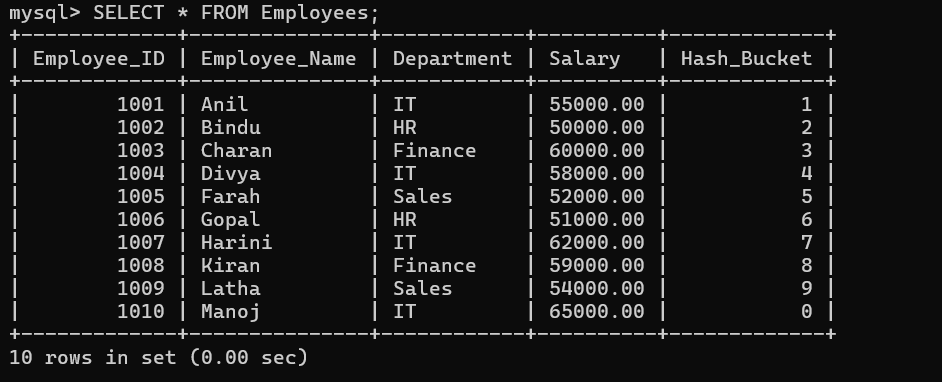 mysql> SELECT * FROM Employees;
+-------------+---------------+------------+----------+-------------+
| Employee_ID | Employee_Name | Department | Salary   | Hash_Bucket |
+-------------+---------------+------------+----------+-------------+
|        1001 | Anil          | IT         | 55000.00 |           1 |
|        1002 | Bindu         | HR         | 50000.00 |           2 |
|        1003 | Charan        | Finance    | 60000.00 |           3 |
|        1004 | Divya         | IT         | 58000.00 |           4 |
|        1005 | Farah         | Sales      | 52000.00 |           5 |
|        1006 | Gopal         | HR         | 51000.00 |           6 |
|        1007 | Harini        | IT         | 62000.00 |           7 |
|        1008 | Kiran         | Finance    | 59000.00 |           8 |
|        1009 | Latha         | Sales      | 54000.00 |           9 |
|        1010 | Manoj         | IT         | 65000.00 |           0 |
+-------------+---------------+------------+----------+-------------+
10 rows in set (0.00 sec)